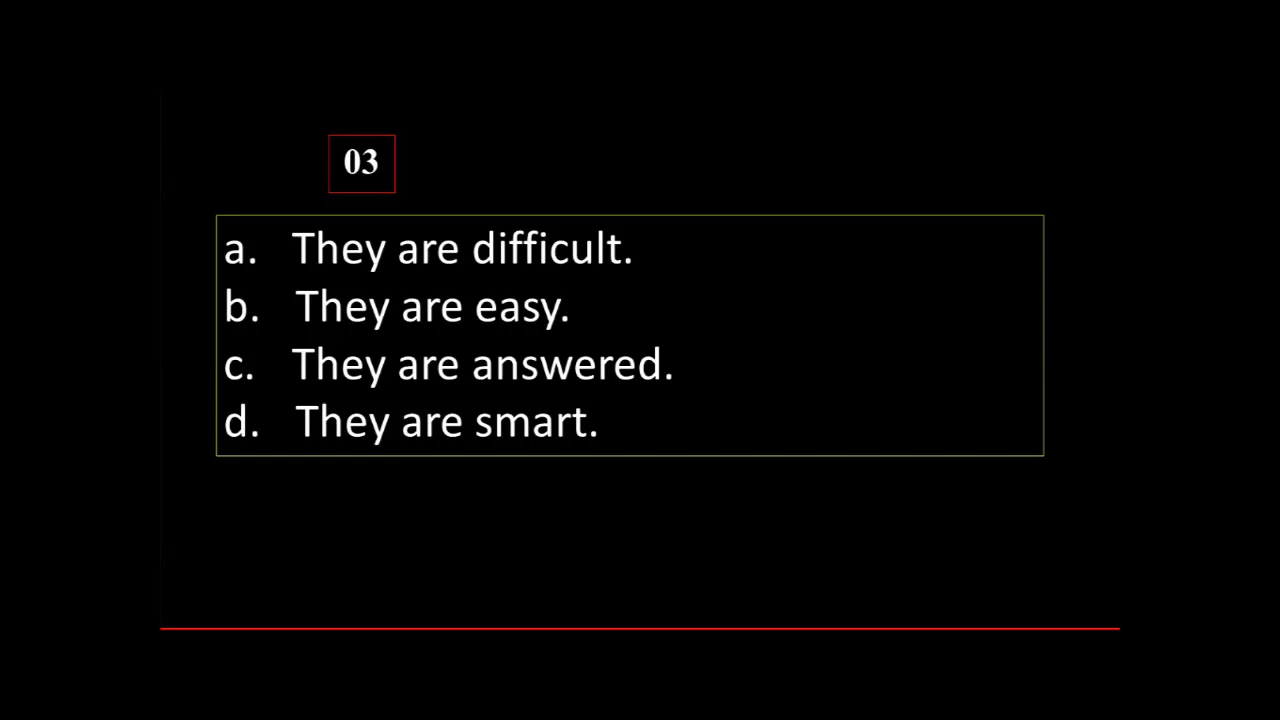 03
a. They are difficult.
b. They are easy.
c. They are answered.
d. They are smart.